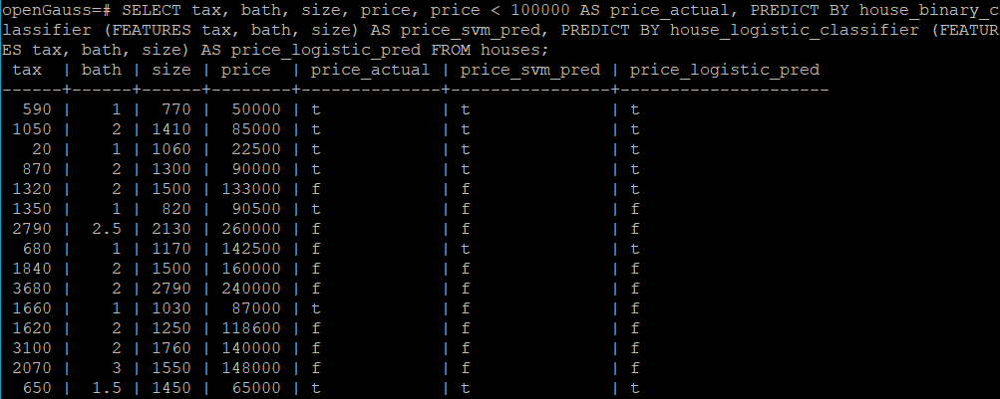 openGauss=# SELECT tax, bath, size, price, price < 100000 AS price_actual, PREDICT BY house_binary_c
lassifier (FEATURES tax, bath, size) AS price_svm_pred, PREDICT BY house_logistic_classifier (FEATUR
ES tax, bath, size) AS price_logistic_pred FROM houses;
 tax  | bath | size | price  | price_actual | price_svm_pred | price_logistic_pred
------+------+------+--------+--------------+----------------+---------------------
  590 |    1 |  770 |  50000 | t            | t              | t
 1050 |    2 | 1410 |  85000 | t            | t              | t
   20 |    1 | 1060 |  22500 | t            | t              | t
  870 |    2 | 1300 |  90000 | t            | t              | t
 1320 |    2 | 1500 | 133000 | f            | f              | t
 1350 |    1 |  820 |  90500 | t            | f              | f
 2790 |  2.5 | 2130 | 260000 | f            | f              | f
  680 |    1 | 1170 | 142500 | f            | t              | t
 1840 |    2 | 1500 | 160000 | f            | f              | f
 3680 |    2 | 2790 | 240000 | f            | f              | f
 1660 |    1 | 1030 |  87000 | t            | f              | f
 1620 |    2 | 1250 | 118600 | f            | f              | f
 3100 |    2 | 1760 | 140000 | f            | f              | f
 2070 |    3 | 1550 | 148000 | f            | f              | f
  650 |  1.5 | 1450 |  65000 | t            | t              | t